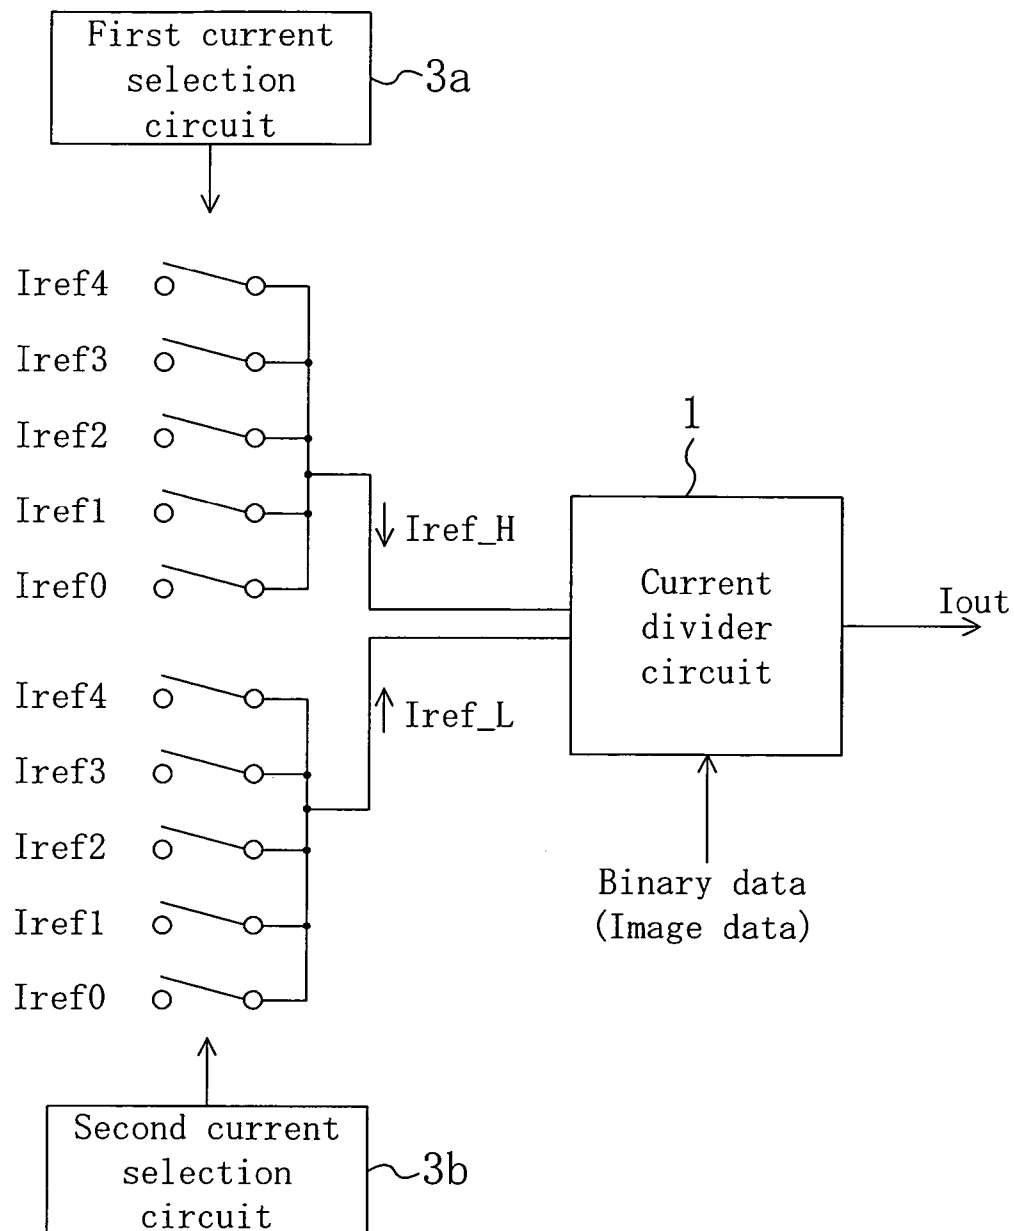 First current
selection
circuit
3a
Iref4
Iref3
Iref2
Iref1
Iref0
Iref_H
1
Current
divider
circuit
Iout
Iref4
Iref3
Iref2
Iref1
Iref0
Iref_L
Binary data
(Image data)
Second current
selection
circuit
3b